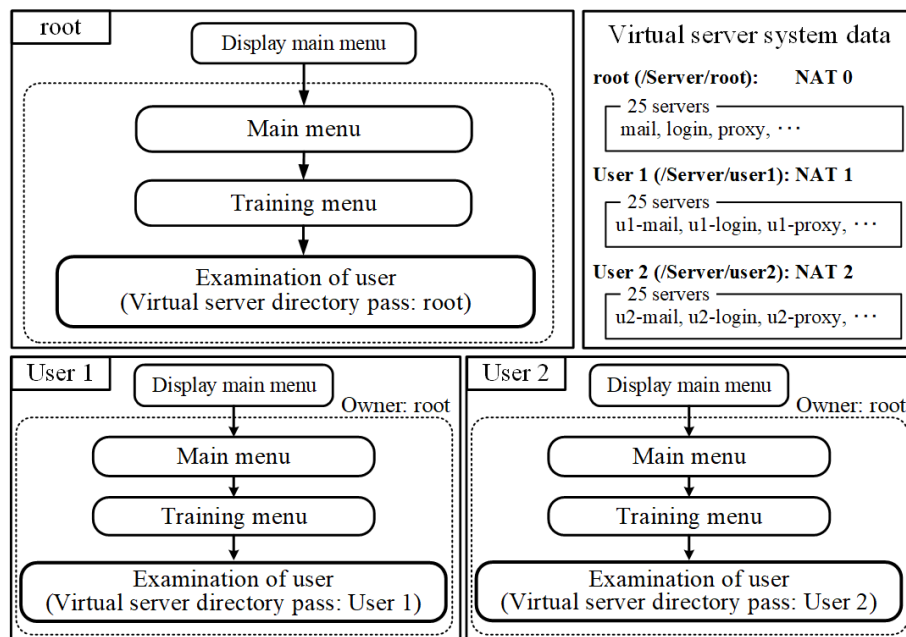 root
Display main menu
Main menu
Training menu
Examination of user
(Virtual server directory pass: root)
Virtual server system data
root (/Server/root): NAT 0
25 servers
mail, login, proxy, ···
User 1 (/Server/user1): NAT 1
25 servers
u1-mail, u1-login, u1-proxy, ···
User 2 (/Server/user2): NAT 2
25 servers
u2-mail, u2-login, u2-proxy, ···
User 1
Display main menu
Owner: root
Main menu
Training menu
Examination of user
(Virtual server directory pass: User 1)
User 2
Display main menu
Owner: root
Main menu
Training menu
Examination of user
(Virtual server directory pass: User 2)